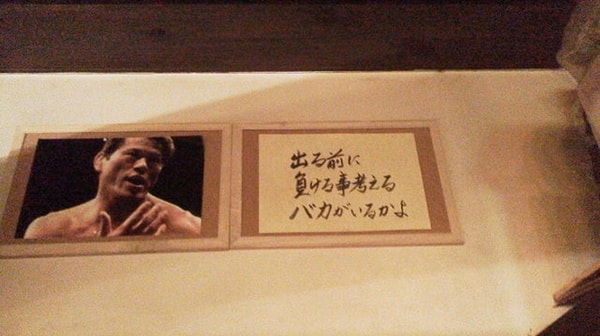 出る前に
負ける事考える
バカがいるかよ